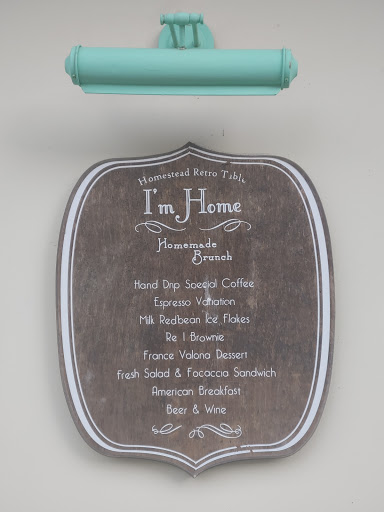 Homestead Retro Table
I'm Home
Homemade
Brunch
Hand Drip Soecial Coffee
Espresso Variation
Milk Redbean Ice Flakes
Re l Brownie
France Valona Dessert
Fresh Salad & Focaccia Sandwich
American Breakfast
Beer & Wine